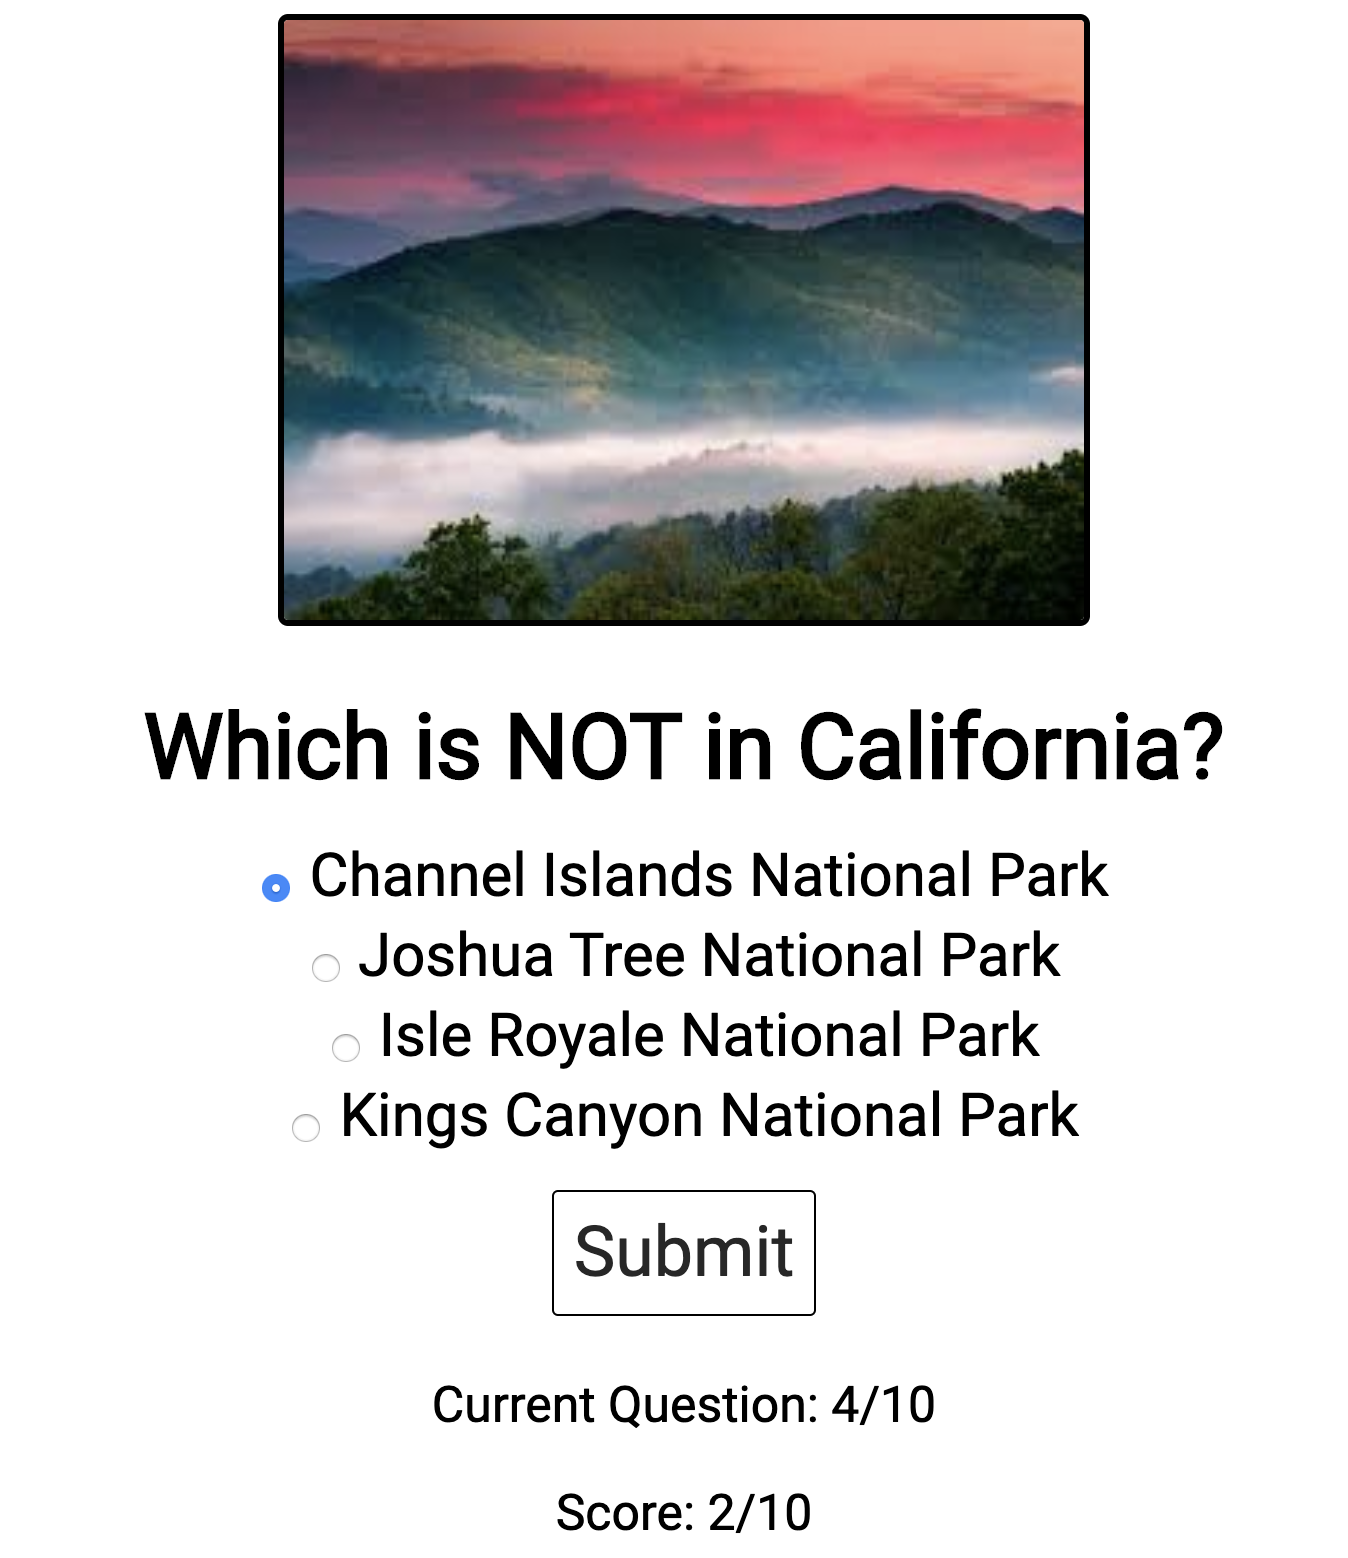 Which is NOT in California?
Channel Islands National Park
Joshua Tree National Park
Isle Royale National Park
Kings Canyon National Park
Submit
Current Question: 4/10
Score: 2/10